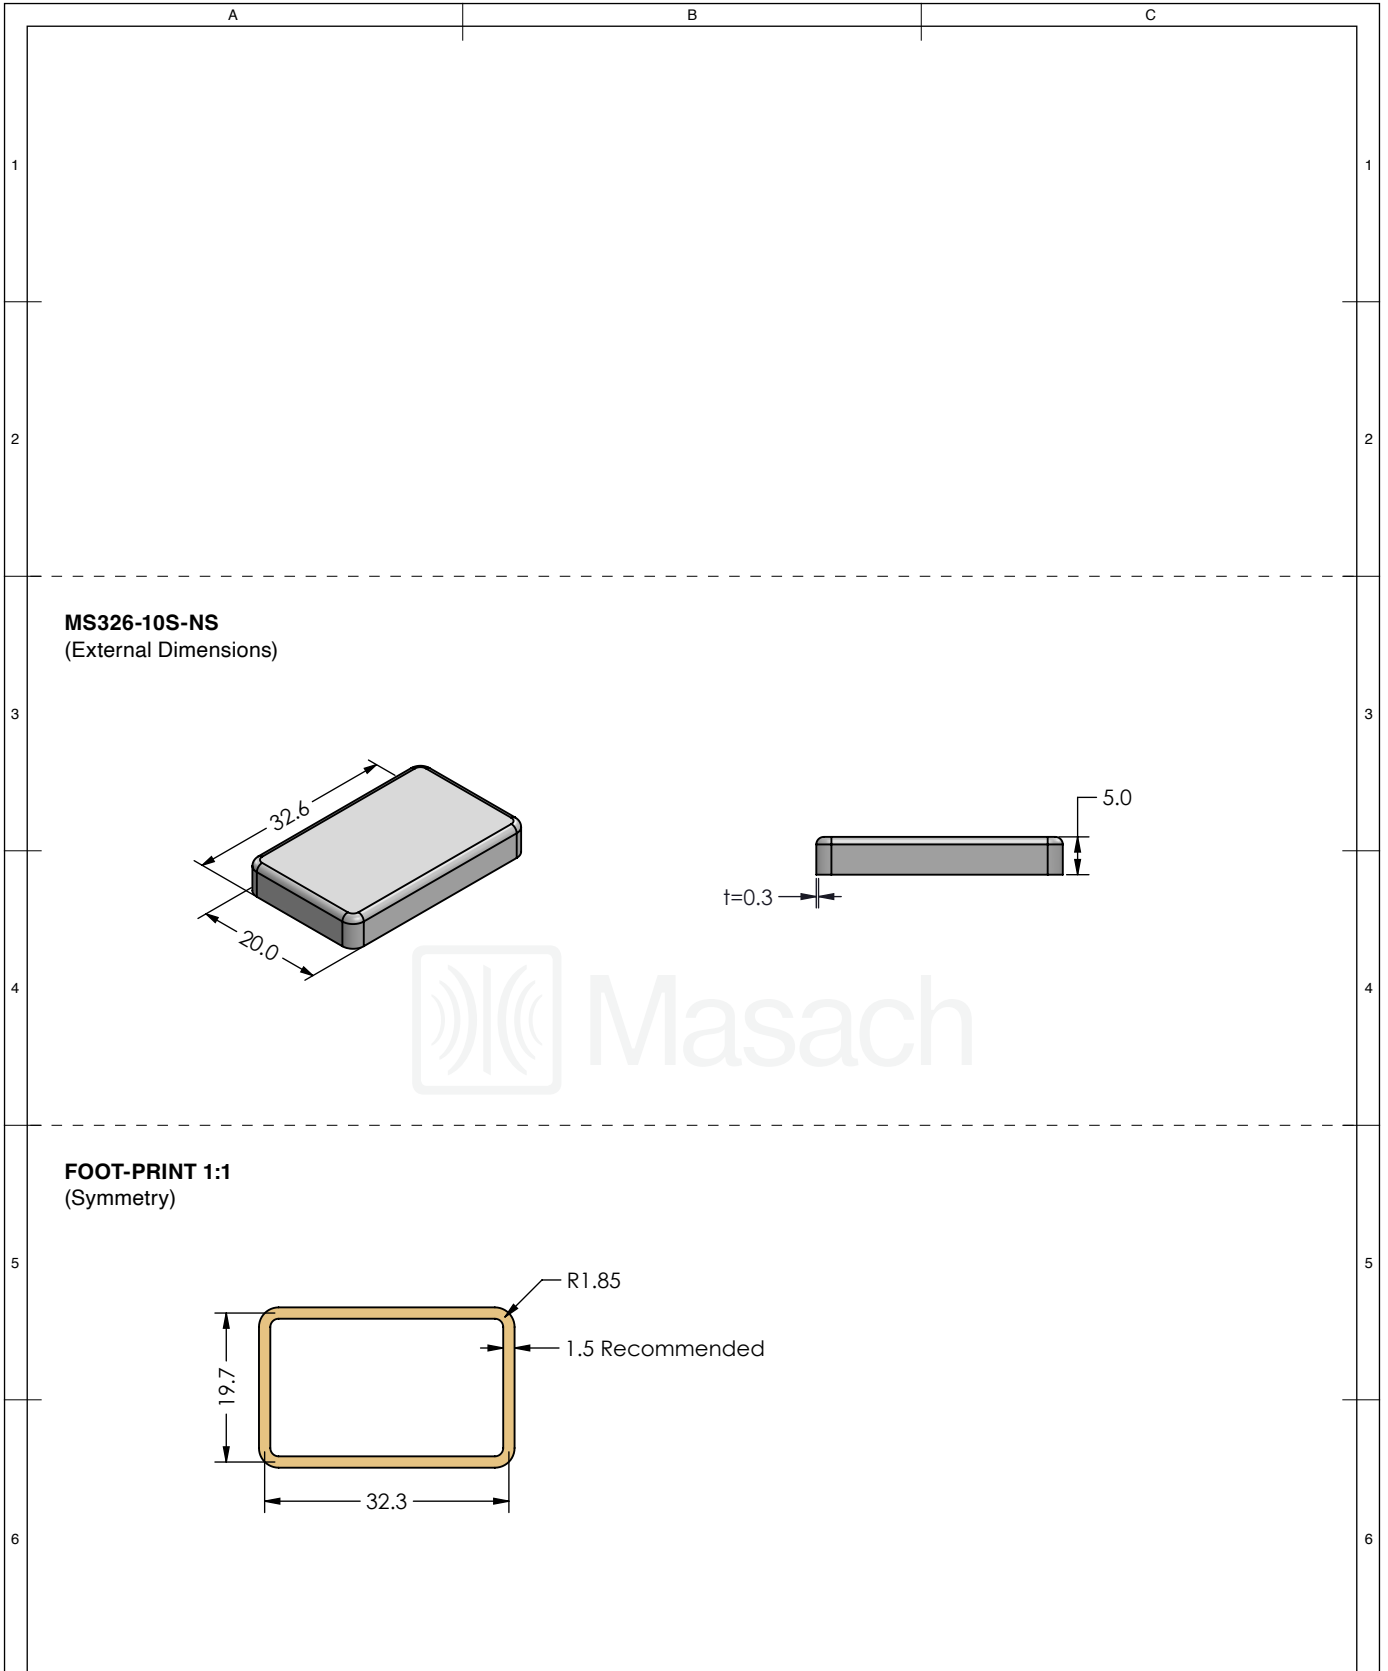 A B C
1 1
2 2
MS326-10S-NS
(External Dimensions)
3 3
32.6
5.0
t=0.3
20.0
4 4
Masach
FOOT-PRINT 1:1
(Symmetry)
5 5
R1.85
1.5 Recommended
19.7
32.3
6 6